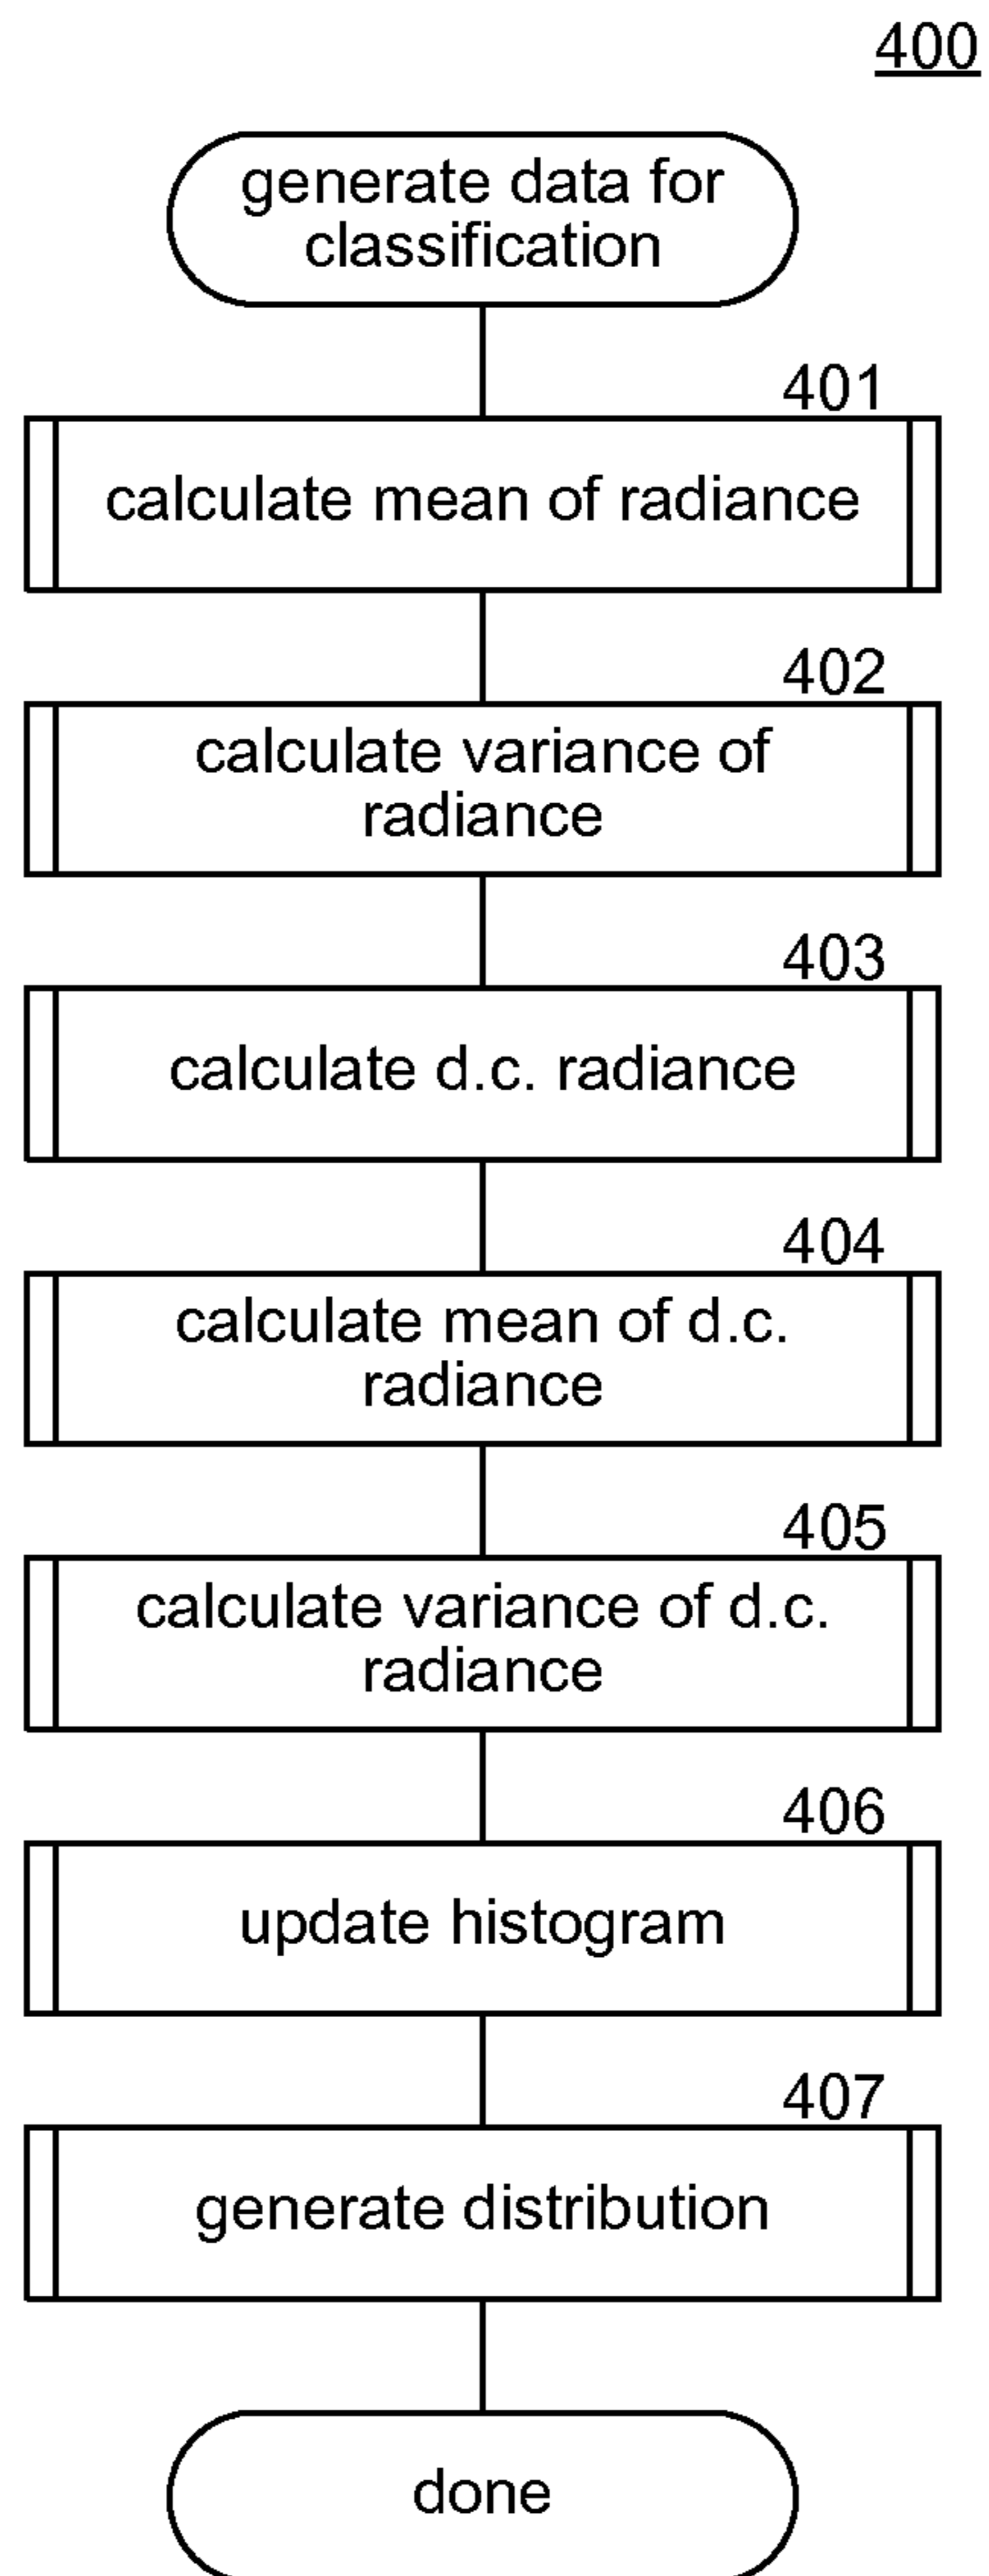 400
generate data for
classification
401
calculate mean of radiance
402
calculate variance of
radiance
403
calculate d.c. radiance
404
calculate mean of d.c.
radiance
405
calculate variance of d.c.
radiance
406
update histogram
407
generate distribution
done